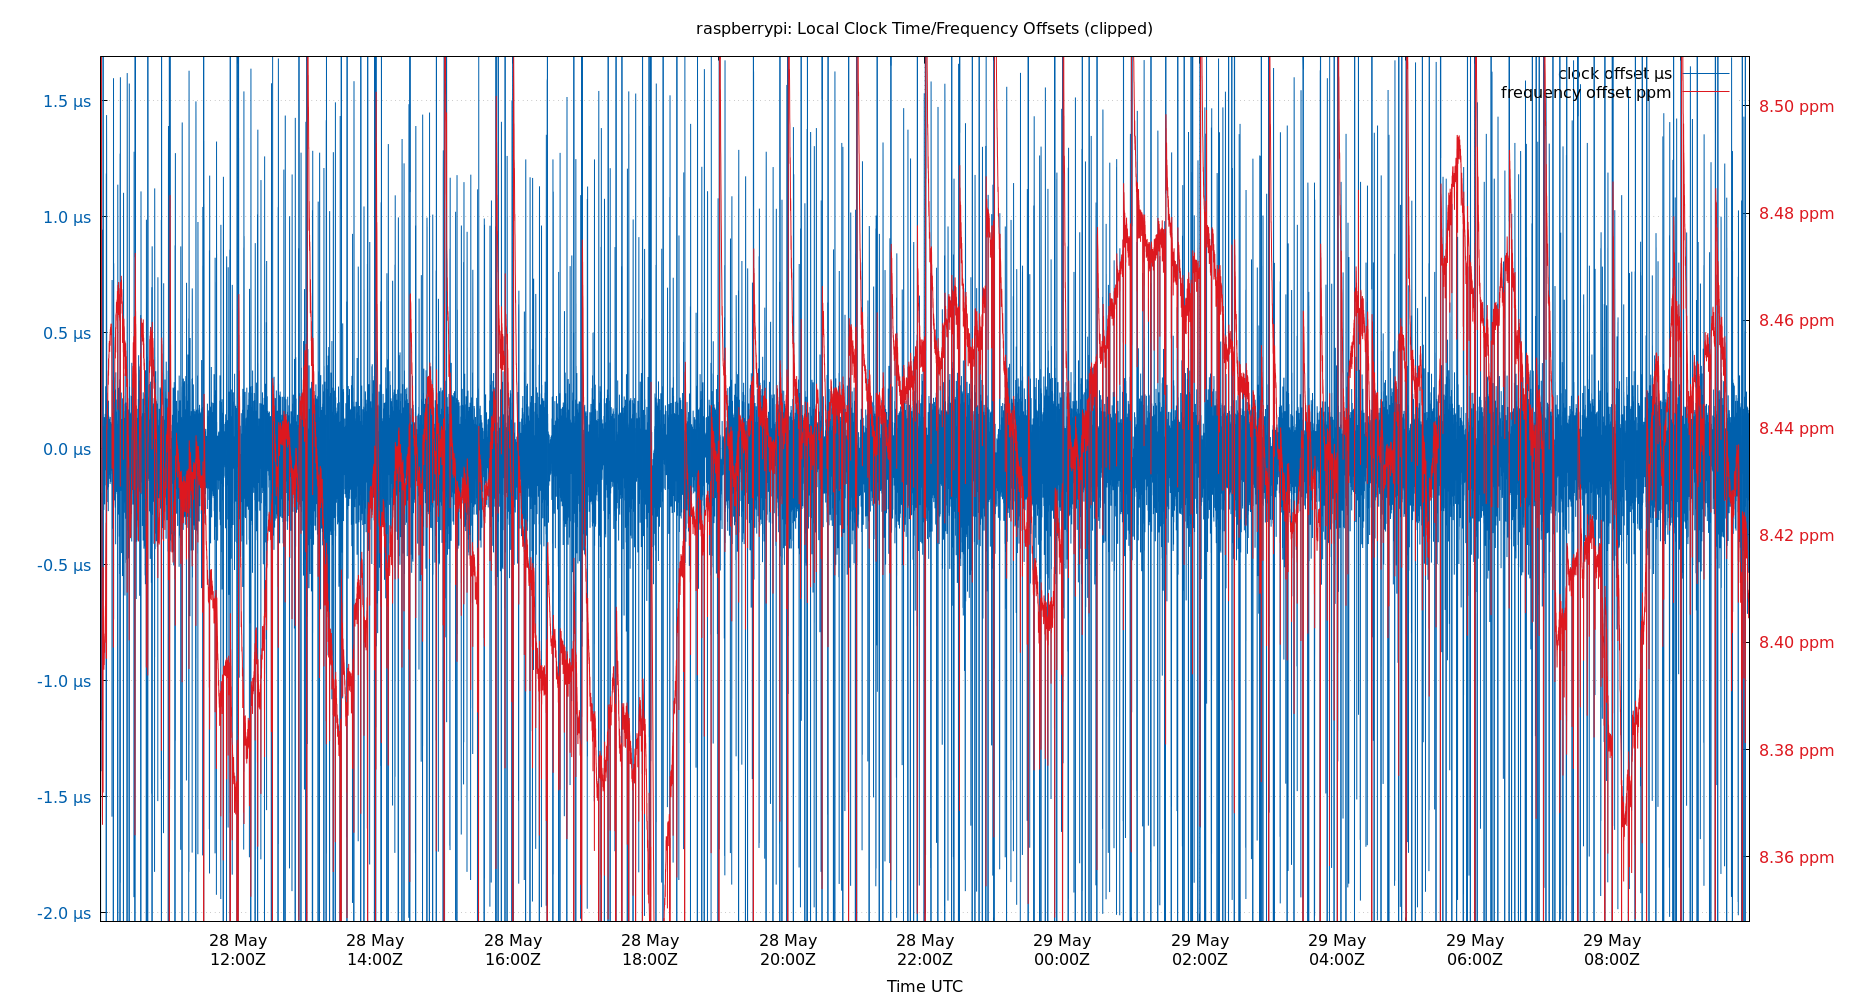 raspberrypi: Local Clock Time/Frequency Offsets (clipped)
clock offset µs
frequency offset ppm
1.5 µs
1.0 µs
0.5 µs
0.0 µs
-0.5 µs
-1.0 µs
-1.5 µs
-2.0 µs
8.50 ppm
8.48 ppm
8.46 ppm
8.44 ppm
8.42 ppm
8.40 ppm
8.38 ppm
8.36 ppm
28 May 28 May 28 May 28 May 28 May 28 May 29 May 29 May 29 May 29 May 29 May
12:00Z 14:00Z 16:00Z 18:00Z 20:00Z 22:00Z 00:00Z 02:00Z 04:00Z 06:00Z 08:00Z
Time UTC